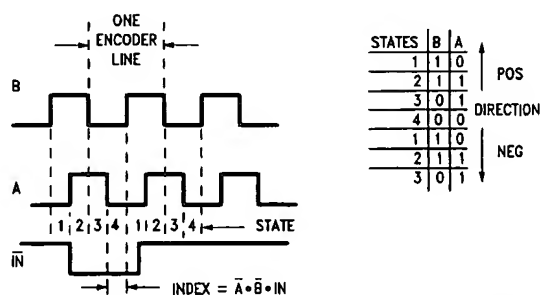 ONE
ENCODER
LINE
B
A
1 2 3 4 1 2 3 4 STATE
I̅N̅
INDEX = A̅•B̅•IN
STATES B A
1 1 0
2 1 1
3 0 1
4 0 0
1 1 0
2 1 1
3 0 1
POS
DIRECTION
NEG